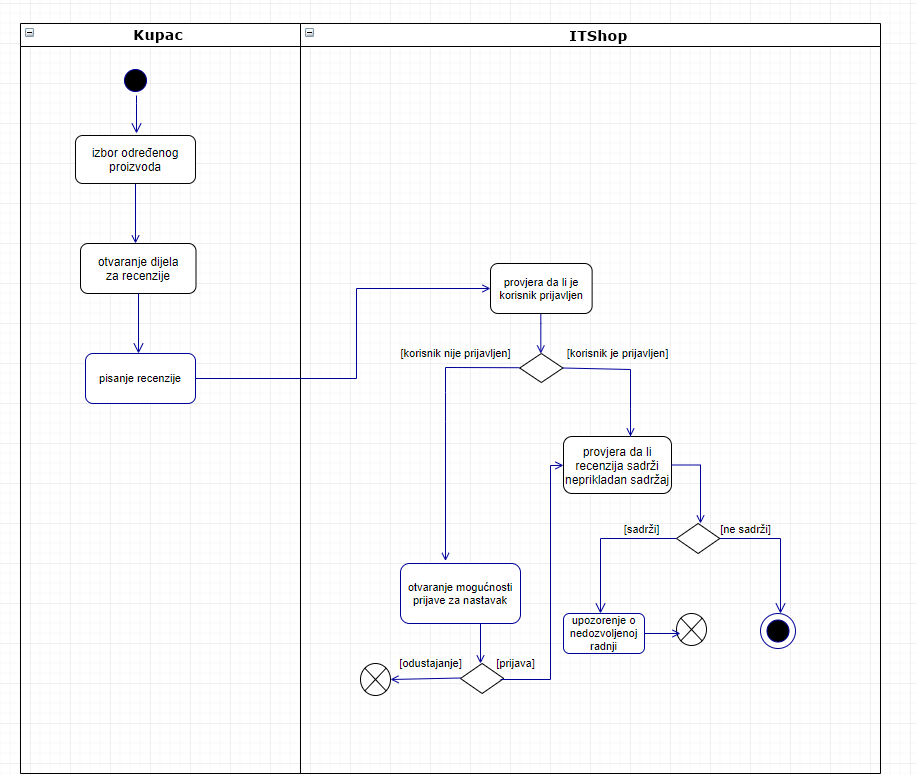 Kupac
ITShop
izbor određenog
proizvoda
otvaranje dijela
za recenzije
pisanje recenzije
provjera da li je
korisnik prijavljen
[korisnik nije prijavljen]
[korisnik je prijavljen]
provjera da li
recenzija sadrži
neprikladan sadržaj
[sadrži]
[ne sadrži]
otvaranje mogućnosti
prijave za nastavak
upozorenje o
nedozvoljenoj
radnji
[odustajanje]
[prijava]